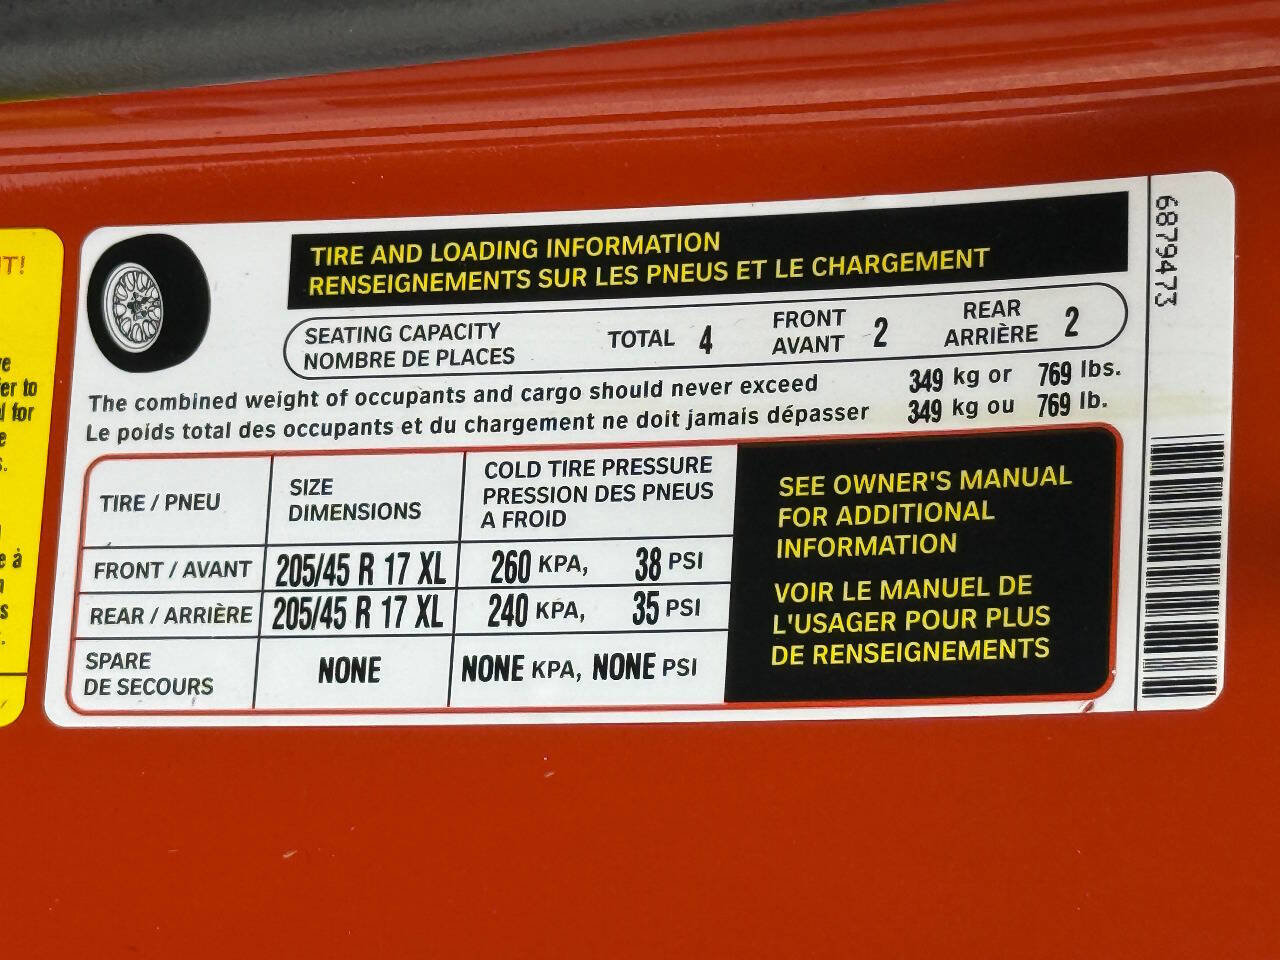 TIRE AND LOADING INFORMATION
RENSEIGNEMENTS SUR LES PNEUS ET LE CHARGEMENT
SEATING CAPACITY
NOMBRE DE PLACES
TOTAL 4
FRONT
AVANT 2
REAR
ARRIÈRE 2
The combined weight of occupants and cargo should never exceed 349 kg or 769 lbs.
Le poids total des occupants et du chargement ne doit jamais dépasser 349 kg ou 769 lb.
TIRE / PNEU
SIZE
DIMENSIONS
COLD TIRE PRESSURE
PRESSION DES PNEUS
A FROID
FRONT / AVANT 205/45 R 17 XL 260 KPA, 38 PSI
REAR / ARRIÈRE 205/45 R 17 XL 240 KPA, 35 PSI
SPARE
DE SECOURS NONE NONE KPA, NONE PSI
SEE OWNER'S MANUAL
FOR ADDITIONAL
INFORMATION
VOIR LE MANUEL DE
L'USAGER POUR PLUS
DE RENSEIGNEMENTS
6879473
to
for
à